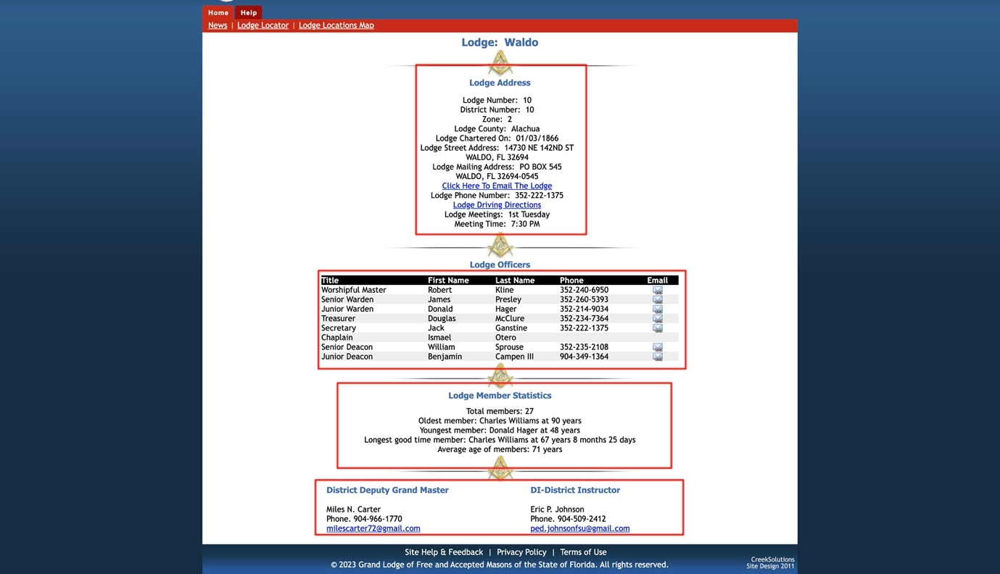 Home Help
News | Lodge Locator | Lodge Locations Map
Lodge: Waldo
Lodge Address
Lodge Number: 10
District Number: 10
Zone: 2
Lodge County: Alachua
Lodge Chartered On: 01/03/1866
Lodge Street Address: 14730 NE 142ND ST
WALDO, FL 32694
Lodge Mailing Address: PO BOX 545
WALDO, FL 32694-0545
Click Here To Email The Lodge
Lodge Phone Number: 352-222-1375
Lodge Driving Directions
Lodge Meetings: 1st Tuesday
Meeting Time: 7:30 PM
Lodge Officers
Title First Name Last Name Phone Email
Worshipful Master Robert Kline 352-240-6950
Senior Warden James Presley 352-260-5393
Junior Warden Donald Hager 352-214-9034
Treasurer Douglas McClure 352-234-7364
Secretary Jack Ganstine 352-222-1375
Chaplain Ismael Otero
Senior Deacon William Sprouse 352-235-2108
Junior Deacon Benjamin Campen III 904-349-1364
Lodge Member Statistics
Total members: 27
Oldest member: Charles Williams at 90 years
Youngest member: Donald Hager at 48 years
Longest good time member: Charles Williams at 67 years 8 months 25 days
Average age of members: 71 years
District Deputy Grand Master
Miles N. Carter
Phone. 904-966-1770
milescarter72@gmail.com
DI-District Instructor
Eric P. Johnson
Phone. 904-509-2412
ped.johnsonfsu@gmail.com
Site Help & Feedback | Privacy Policy | Terms of Use
© 2023 Grand Lodge of Free and Accepted Masons of the State of Florida. All rights reserved.
CreekSolutions
Site Design 2011